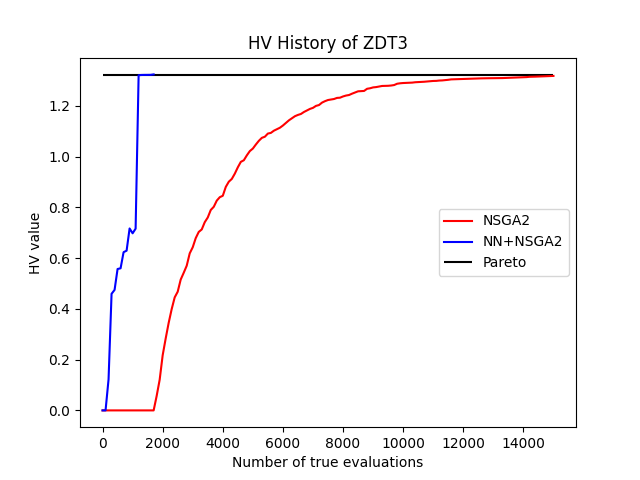 HV History of ZDT3
HV value
1.2
1.0
0.8
0.6
0.4
0.2
0.0
NSGA2
NN+NSGA2
Pareto
0 2000 4000 6000 8000 10000 12000 14000
Number of true evaluations